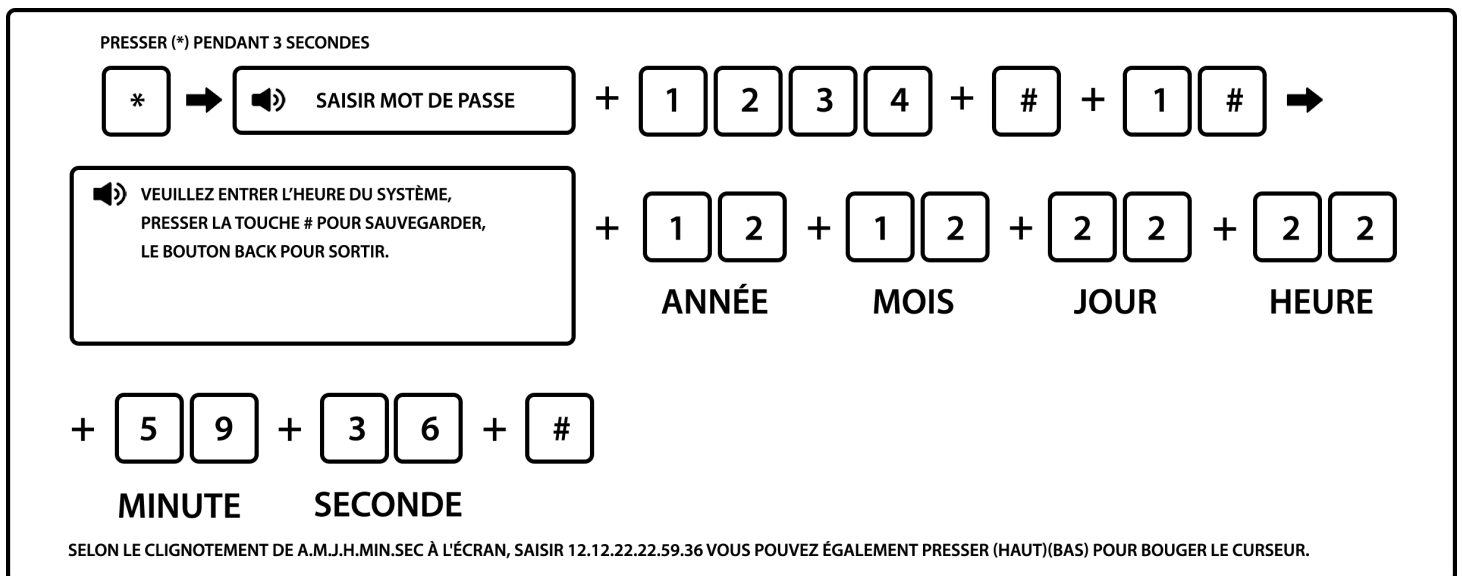 PRESSER (*) PENDANT 3 SECONDES
* SAISIR MOT DE PASSE + 1 2 3 4 + # + 1 #
VEUILLEZ ENTRER L'HEURE DU SYSTÈME,
PRESSER LA TOUCHE # POUR SAUVEGARDER,
LE BOUTON BACK POUR SORTIR.
+ 1 2 + 1 2 + 2 2 + 2 2
ANNÉE MOIS JOUR HEURE
+ 5 9 + 3 6 + #
MINUTE SECONDE
SELON LE CLIGNOTEMENT DE A.M.J.H.MIN.SEC À L'ÉCRAN, SAISIR 12.12.22.22.59.36 VOUS POUVEZ ÉGALEMENT PRESSER (HAUT)(BAS) POUR BOUGER LE CURSEUR.